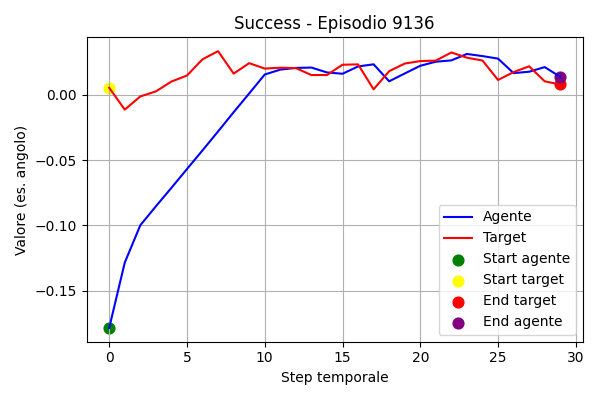 Success - Episodio 9136
Valore (es. angolo)
0.00
−0.05
−0.10
−0.15
0 5 10 15 20 25 30
Step temporale
Agente
Target
Start agente
Start target
End target
End agente